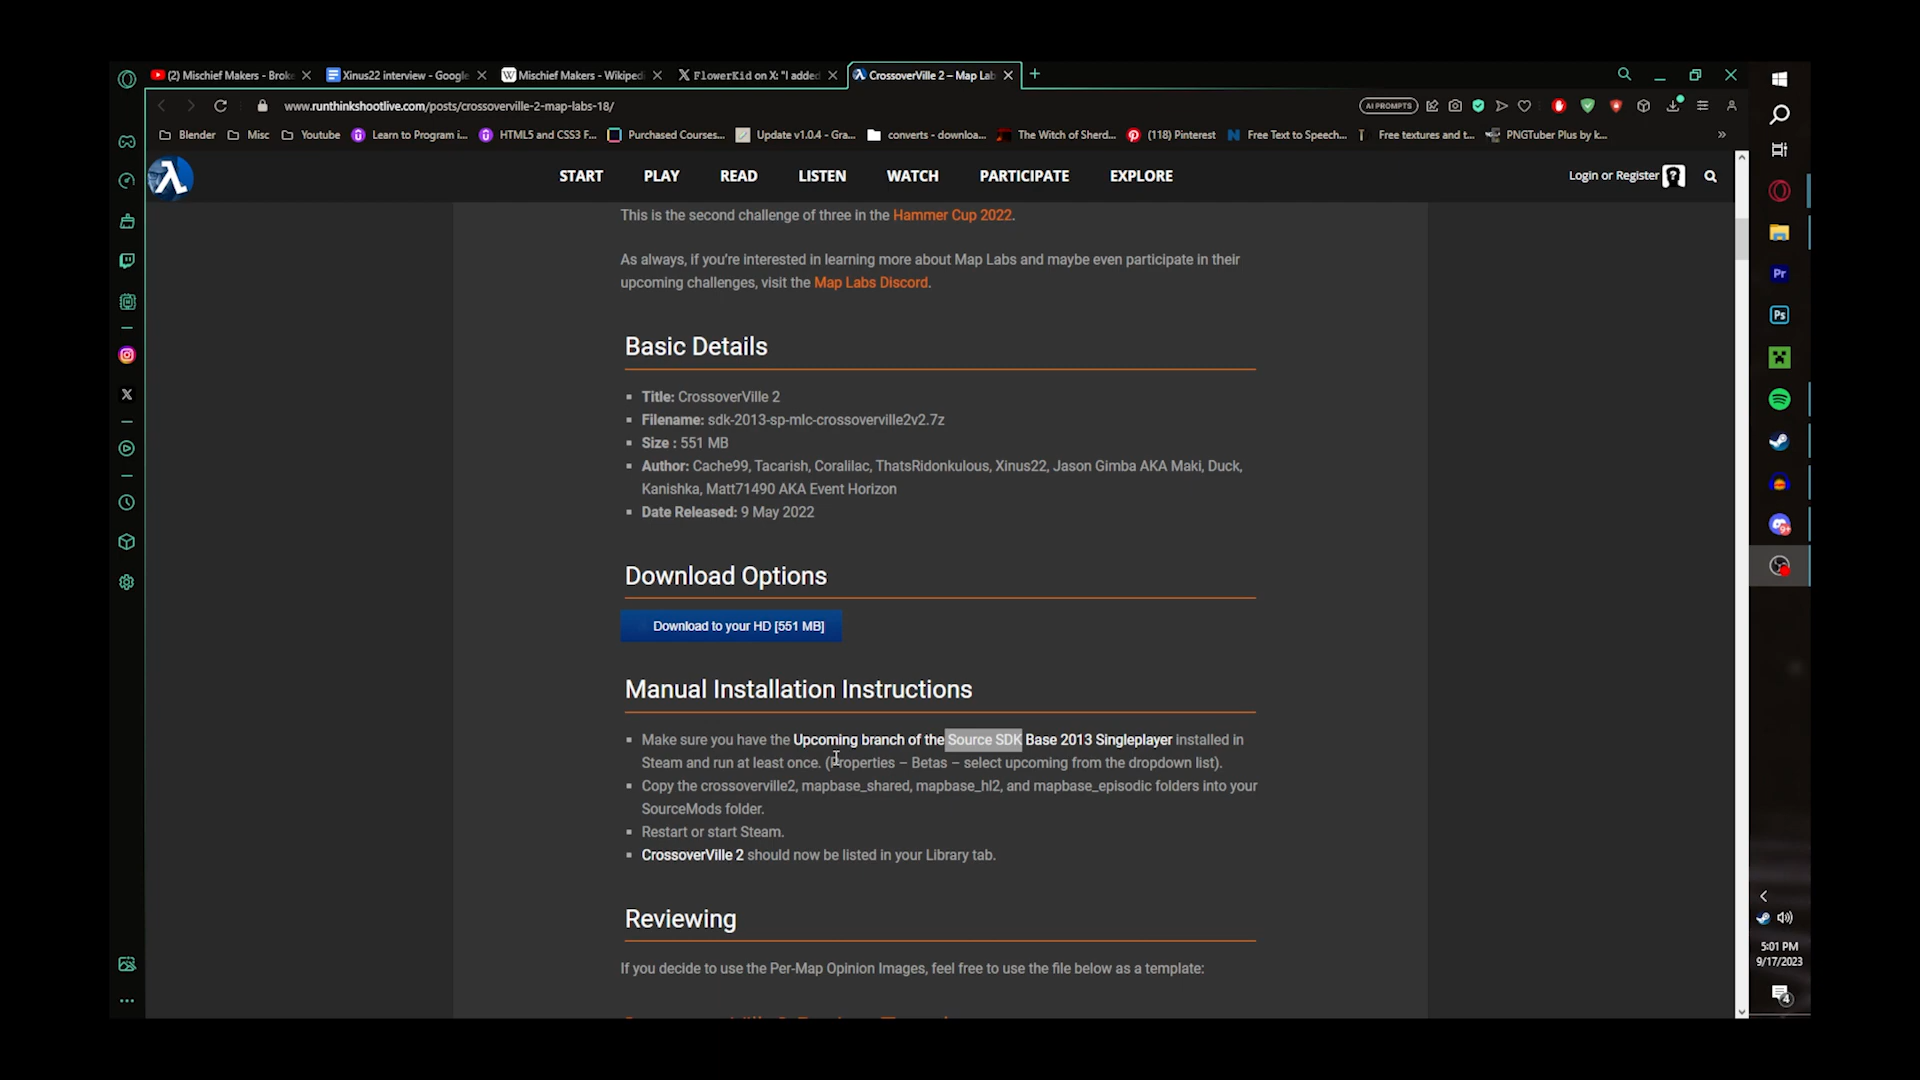 (2) Mischief Makers - Broke
Xinus22 interview - Google
Mischief Makers - Wikiped
FlowerKid on X: "I added
CrossoverVille 2 – Map Lab
www.runthinkshootlive.com/posts/crossoverville-2-map-labs-18/
AI PROMPTS
Blender
Misc
Youtube
Learn to Program i...
HTML5 and CSS3 F...
Purchased Courses...
Update v1.0.4 - Gra...
converts - downloa...
The Witch of Sherd...
(118) Pinterest
Free Text to Speech...
Free textures and t...
PNGTuber Plus by k...
START
PLAY
READ
LISTEN
WATCH
PARTICIPATE
EXPLORE
Login or Register
This is the second challenge of three in the Hammer Cup 2022.
As always, if you're interested in learning more about Map Labs and maybe even participate in their
upcoming challenges, visit the Map Labs Discord.
Basic Details
Title: CrossoverVille 2
Filename: sdk-2013-sp-mlc-crossoverville2v2.7z
Size : 551 MB
Author: Cache99, Tacarish, Coralilac, ThatsRidonkulous, Xinus22, Jason Gimba AKA Maki, Duck,
Kanishka, Matt71490 AKA Event Horizon
Date Released: 9 May 2022
Download Options
Download to your HD [551 MB]
Manual Installation Instructions
Make sure you have the Upcoming branch of the Source SDK Base 2013 Singleplayer installed in
Steam and run at least once. (Properties – Betas – select upcoming from the dropdown list).
Copy the crossoverville2, mapbase_shared, mapbase_hl2, and mapbase_episodic folders into your
SourceMods folder.
Restart or start Steam.
CrossoverVille 2 should now be listed in your Library tab.
Reviewing
If you decide to use the Per-Map Opinion Images, feel free to use the file below as a template:
Pr
Ps
9+
5:01 PM
9/17/2023
4